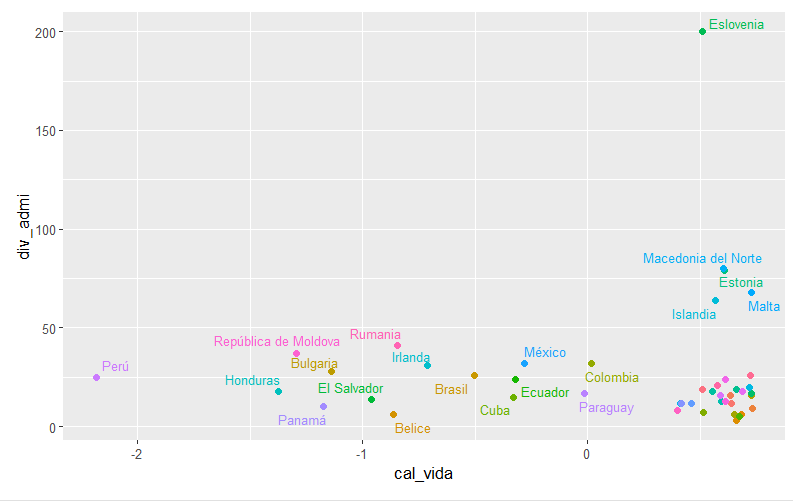 200
150
100
50
0
div_admi
Eslovenia
Macedonia del Norte
Estonia
Malta
Islandia
Rumania
República de Moldova
Irlanda
México
Bulgaria
Perú
Honduras
El Salvador
Brasil
Ecuador
Colombia
Panamá
Belice
Cuba
Paraguay
-2
-1
0
cal_vida